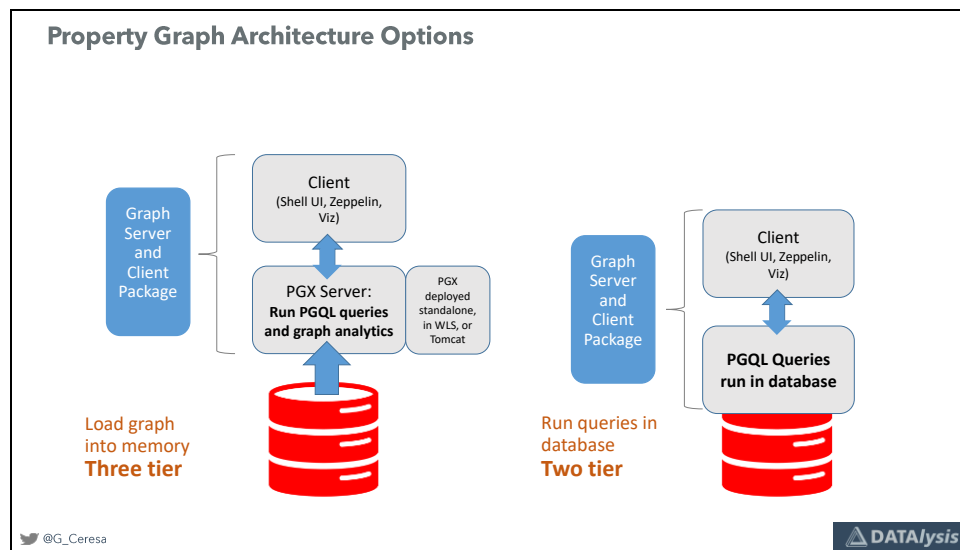 Property Graph Architecture Options
Graph
Server
and
Client
Package
Client
(Shell UI, Zeppelin,
Viz)
PGX Server:
Run PGQL queries
and graph analytics
PGX
deployed
standalone,
in WLS, or
Tomcat
Load graph
into memory
Three tier
Graph
Server
and
Client
Package
Client
(Shell UI, Zeppelin,
Viz)
PGQL Queries
run in database
Run queries in
database
Two tier
@G_Ceresa
DATAlysis